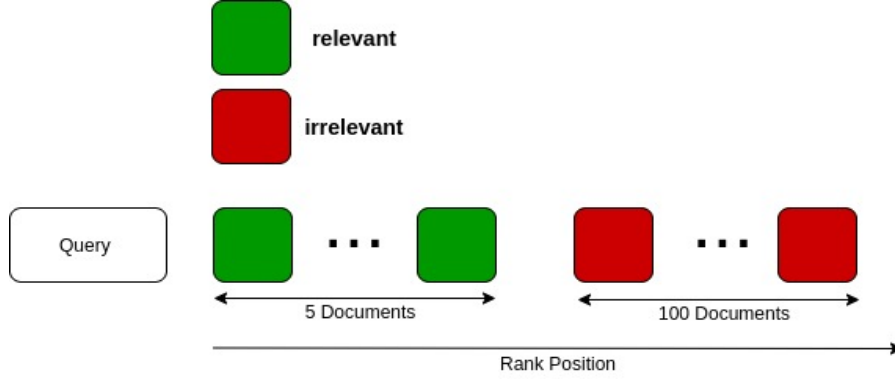 relevant
irrelevant
Query
5 Documents
100 Documents
Rank Position